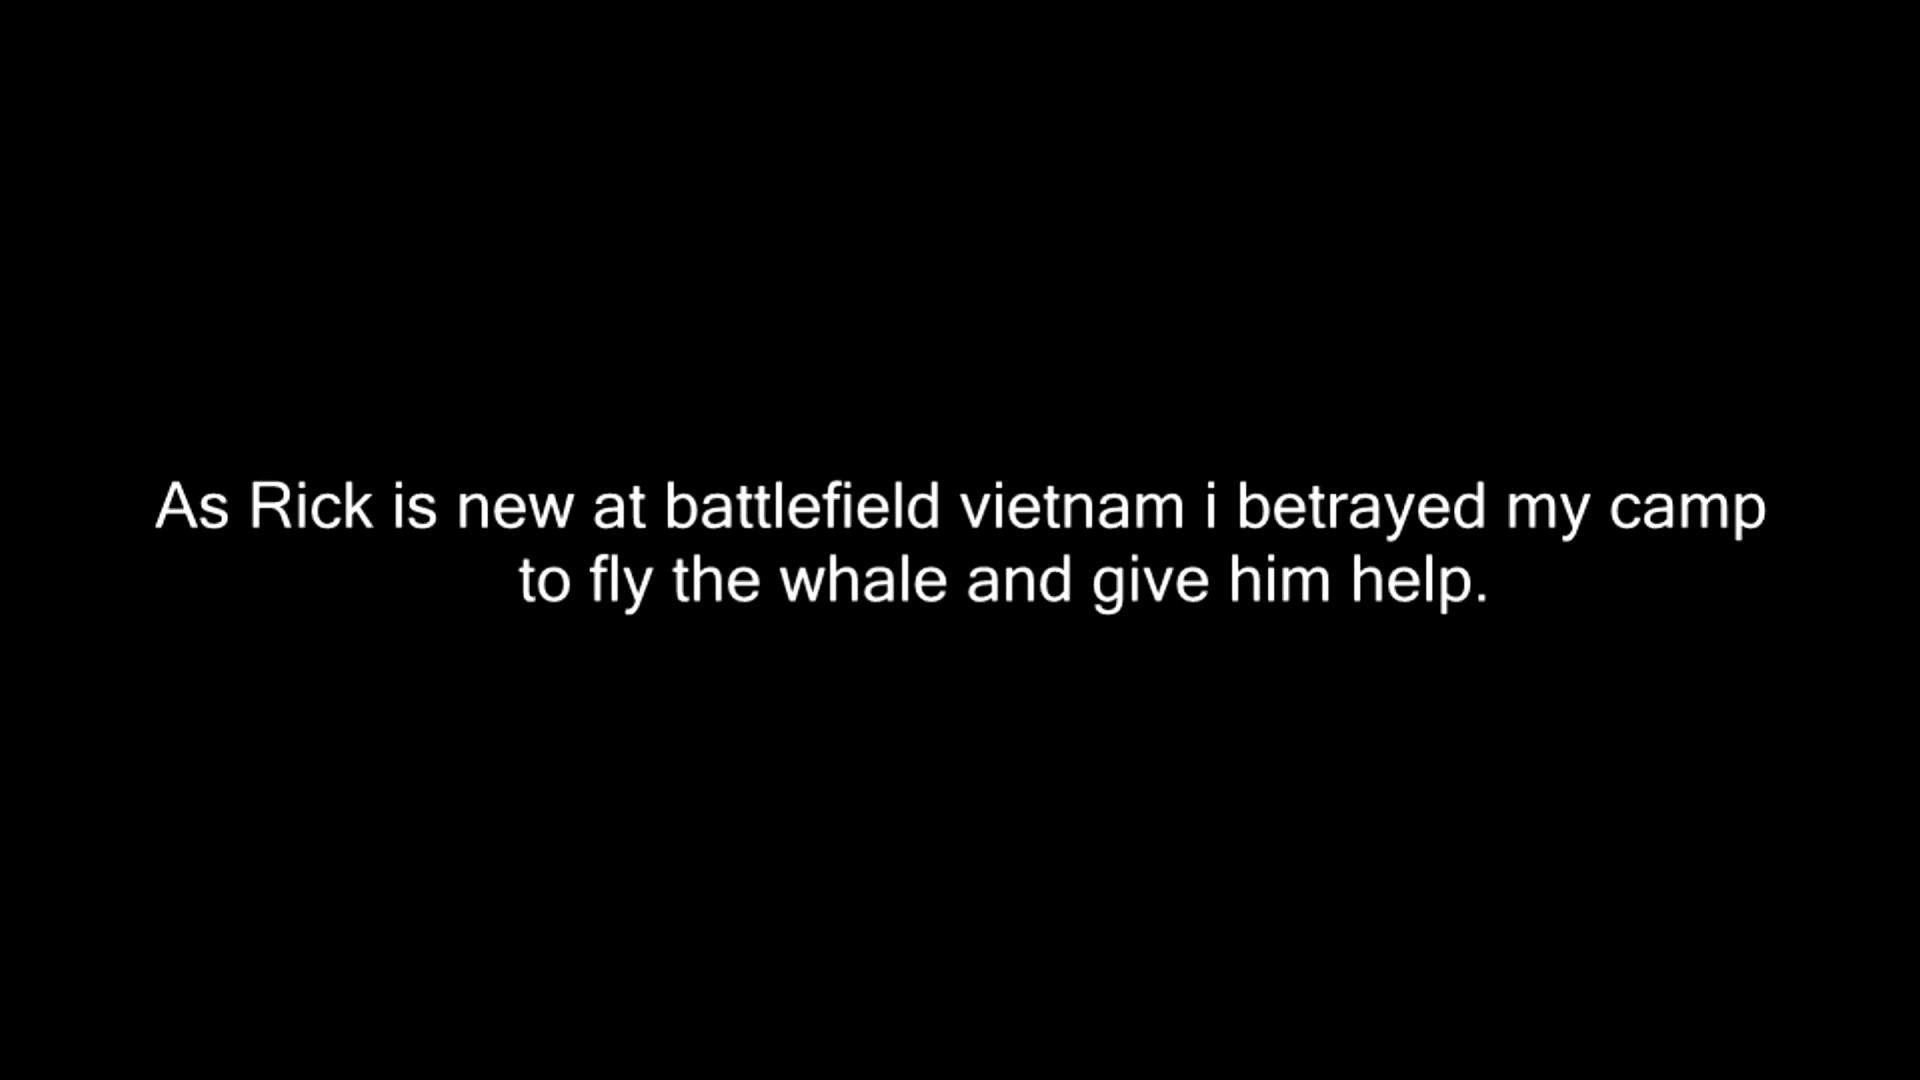 As Rick is new at battlefield vietnam i betrayed my camp
to fly the whale and give him help.